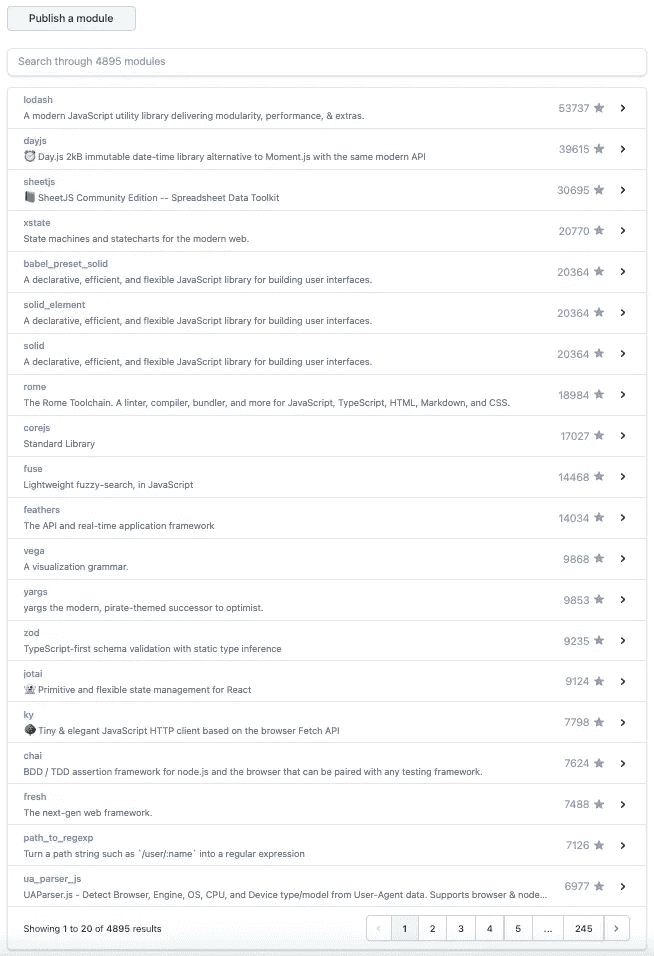 Publish a module
Search through 4895 modules
lodash
A modern JavaScript utility library delivering modularity, performance, & extras.
53737
dayjs
Day.js 2kB immutable date-time library alternative to Moment.js with the same modern API
39615
sheetjs
SheetJS Community Edition -- Spreadsheet Data Toolkit
30695
xstate
State machines and statecharts for the modern web.
20770
babel_preset_solid
A declarative, efficient, and flexible JavaScript library for building user interfaces.
20364
solid_element
A declarative, efficient, and flexible JavaScript library for building user interfaces.
20364
solid
A declarative, efficient, and flexible JavaScript library for building user interfaces.
20364
rome
The Rome Toolchain. A linter, compiler, bundler, and more for JavaScript, TypeScript, HTML, Markdown, and CSS.
18984
corejs
Standard Library
17027
fuse
Lightweight fuzzy-search, in JavaScript
14468
feathers
The API and real-time application framework
14034
vega
A visualization grammar.
9868
yargs
yargs the modern, pirate-themed successor to optimist.
9853
zod
TypeScript-first schema validation with static type inference
9235
jotai
Primitive and flexible state management for React
9124
ky
Tiny & elegant JavaScript HTTP client based on the browser Fetch API
7798
chai
BDD / TDD assertion framework for node.js and the browser that can be paired with any testing framework.
7624
fresh
The next-gen web framework.
7488
path_to_regexp
Turn a path string such as `/user/:name` into a regular expression
7126
ua_parser_js
UAParser.js - Detect Browser, Engine, OS, CPU, and Device type/model from User-Agent data. Supports browser & node...
6977
Showing 1 to 20 of 4895 results
1 2 3 4 5 ... 245